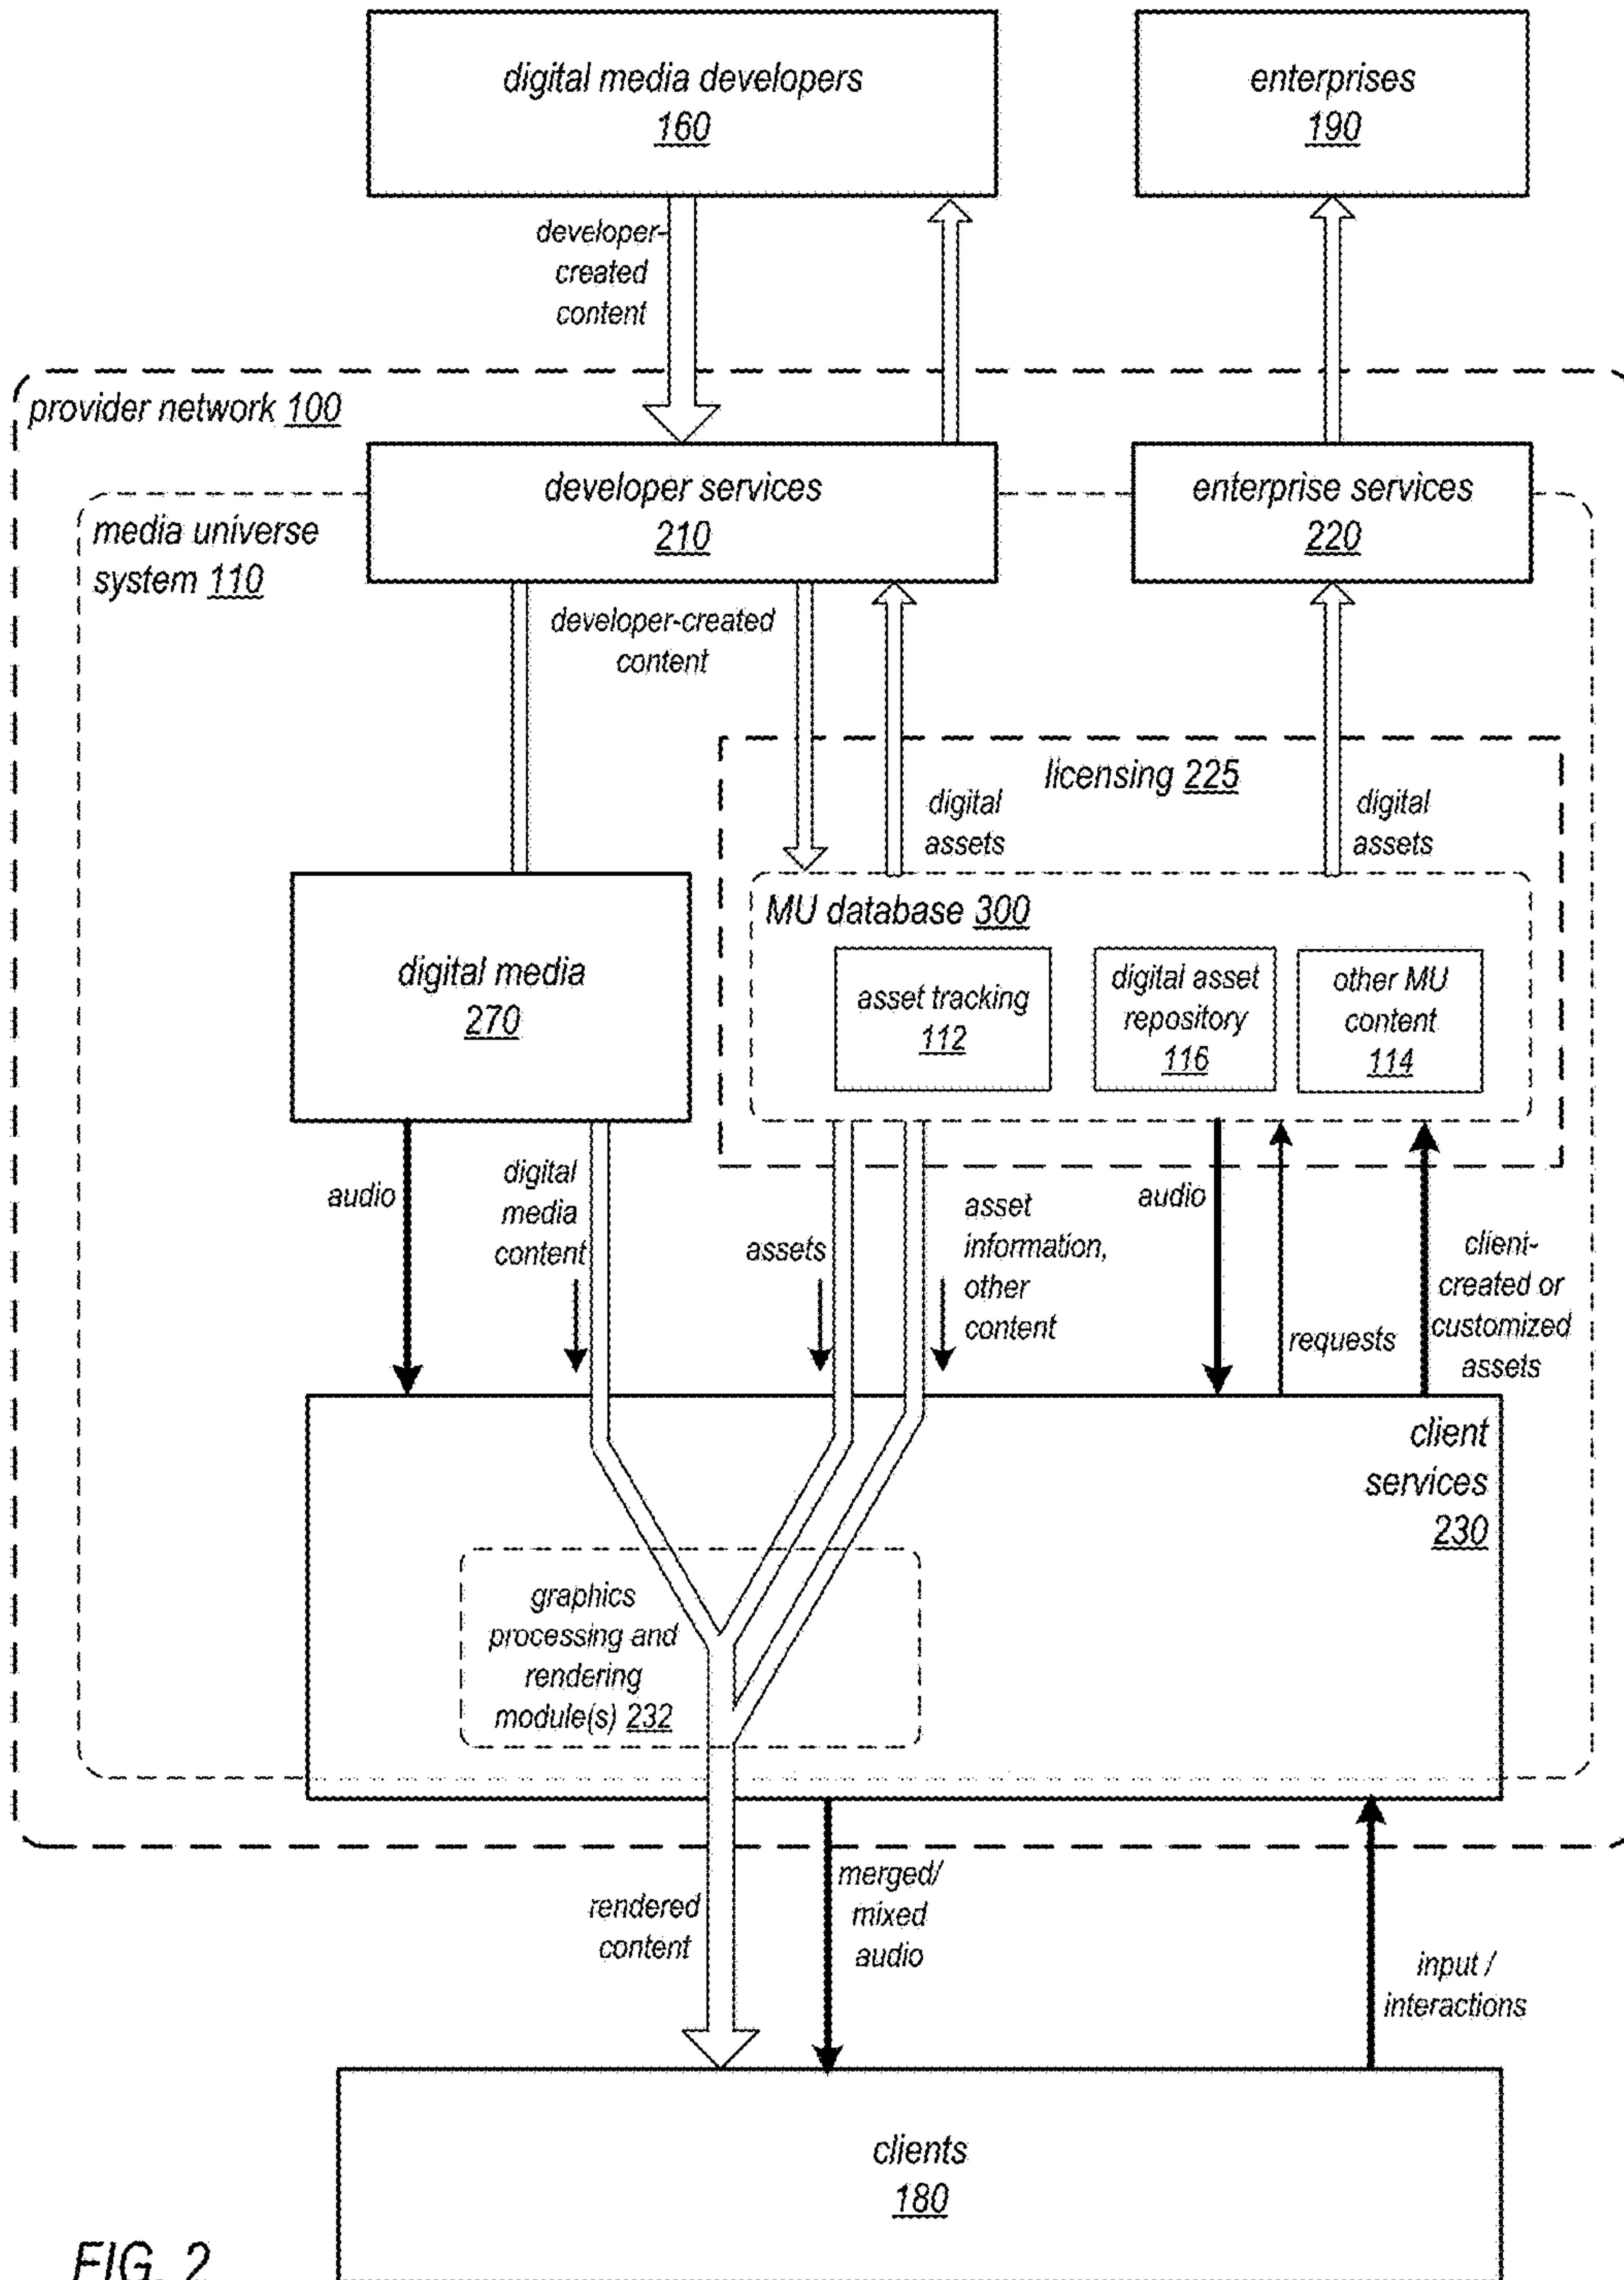 digital media developers
160
enterprises
190
developer-
created
content
provider network 100
developer services
210
enterprise services
220
media universe
system 110
developer-created
content
licensing 225
digital
assets
digital
assets
MU database 300
digital media
270
asset tracking
112
digital asset
repository
116
other MU
content
114
audio
digital
media
content
assets
asset
information,
other
content
audio
requests
client-
created or
customized
assets
client
services
230
graphics
processing and
rendering
module(s) 232
rendered
content
merged/
mixed
audio
input /
interactions
clients
180
FIG. 2